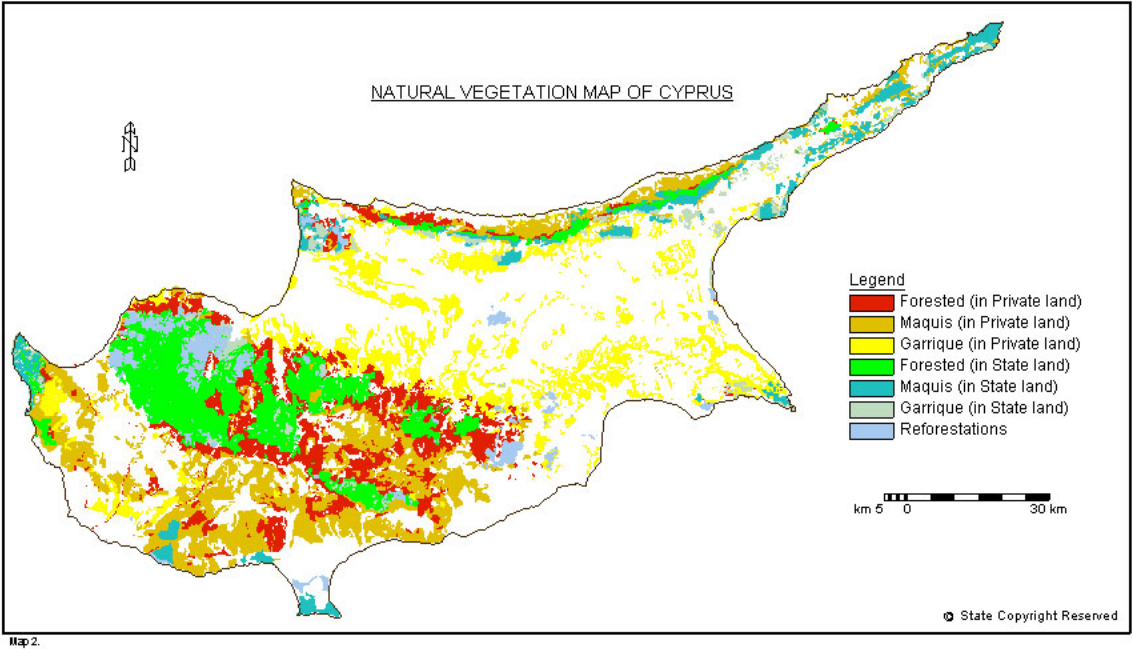 NATURAL VEGETATION MAP OF CYPRUS
N
Legend
Forested (in Private land)
Maquis (in Private land)
Garrique (in Private land)
Forested (in State land)
Maquis (in State land)
Garrique (in State land)
Reforestations
km 5 0 30 km
© State Copyright Reserved
Map 2.